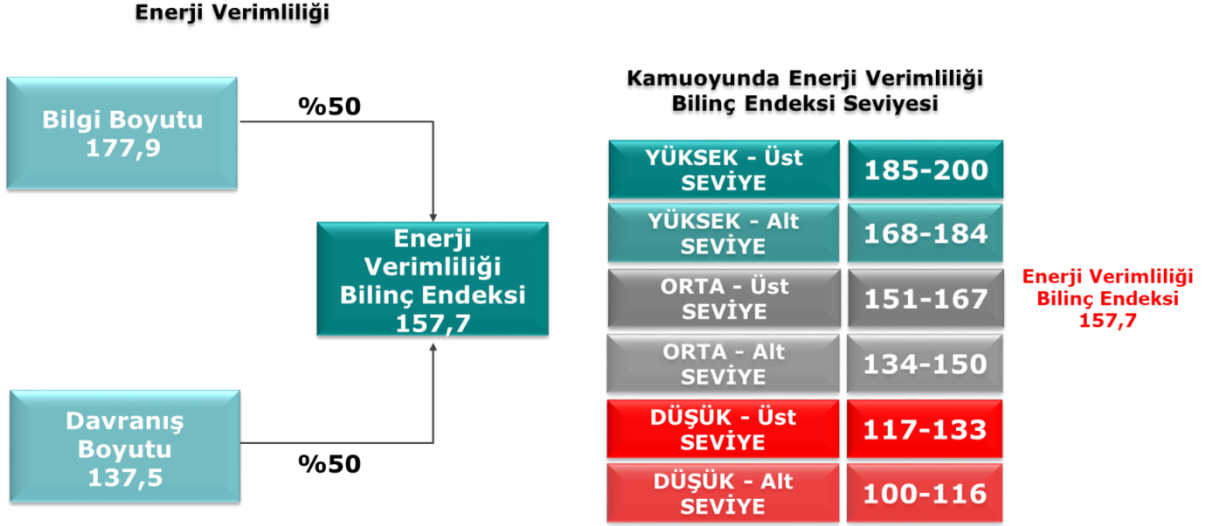 Enerji Verimliliği
Bilgi Boyutu
177,9
%50
Enerji
Verimliliği
Bilinç Endeksi
157,7
Davranış
Boyutu
137,5
%50
Kamuoyunda Enerji Verimliliği
Bilinç Endeksi Seviyesi
YÜKSEK - Üst
SEVİYE
185-200
YÜKSEK - Alt
SEVİYE
168-184
ORTA - Üst
SEVİYE
151-167
ORTA - Alt
SEVİYE
134-150
DÜŞÜK - Üst
SEVİYE
117-133
DÜŞÜK - Alt
SEVİYE
100-116
Enerji Verimliliği
Bilinç Endeksi
157,7